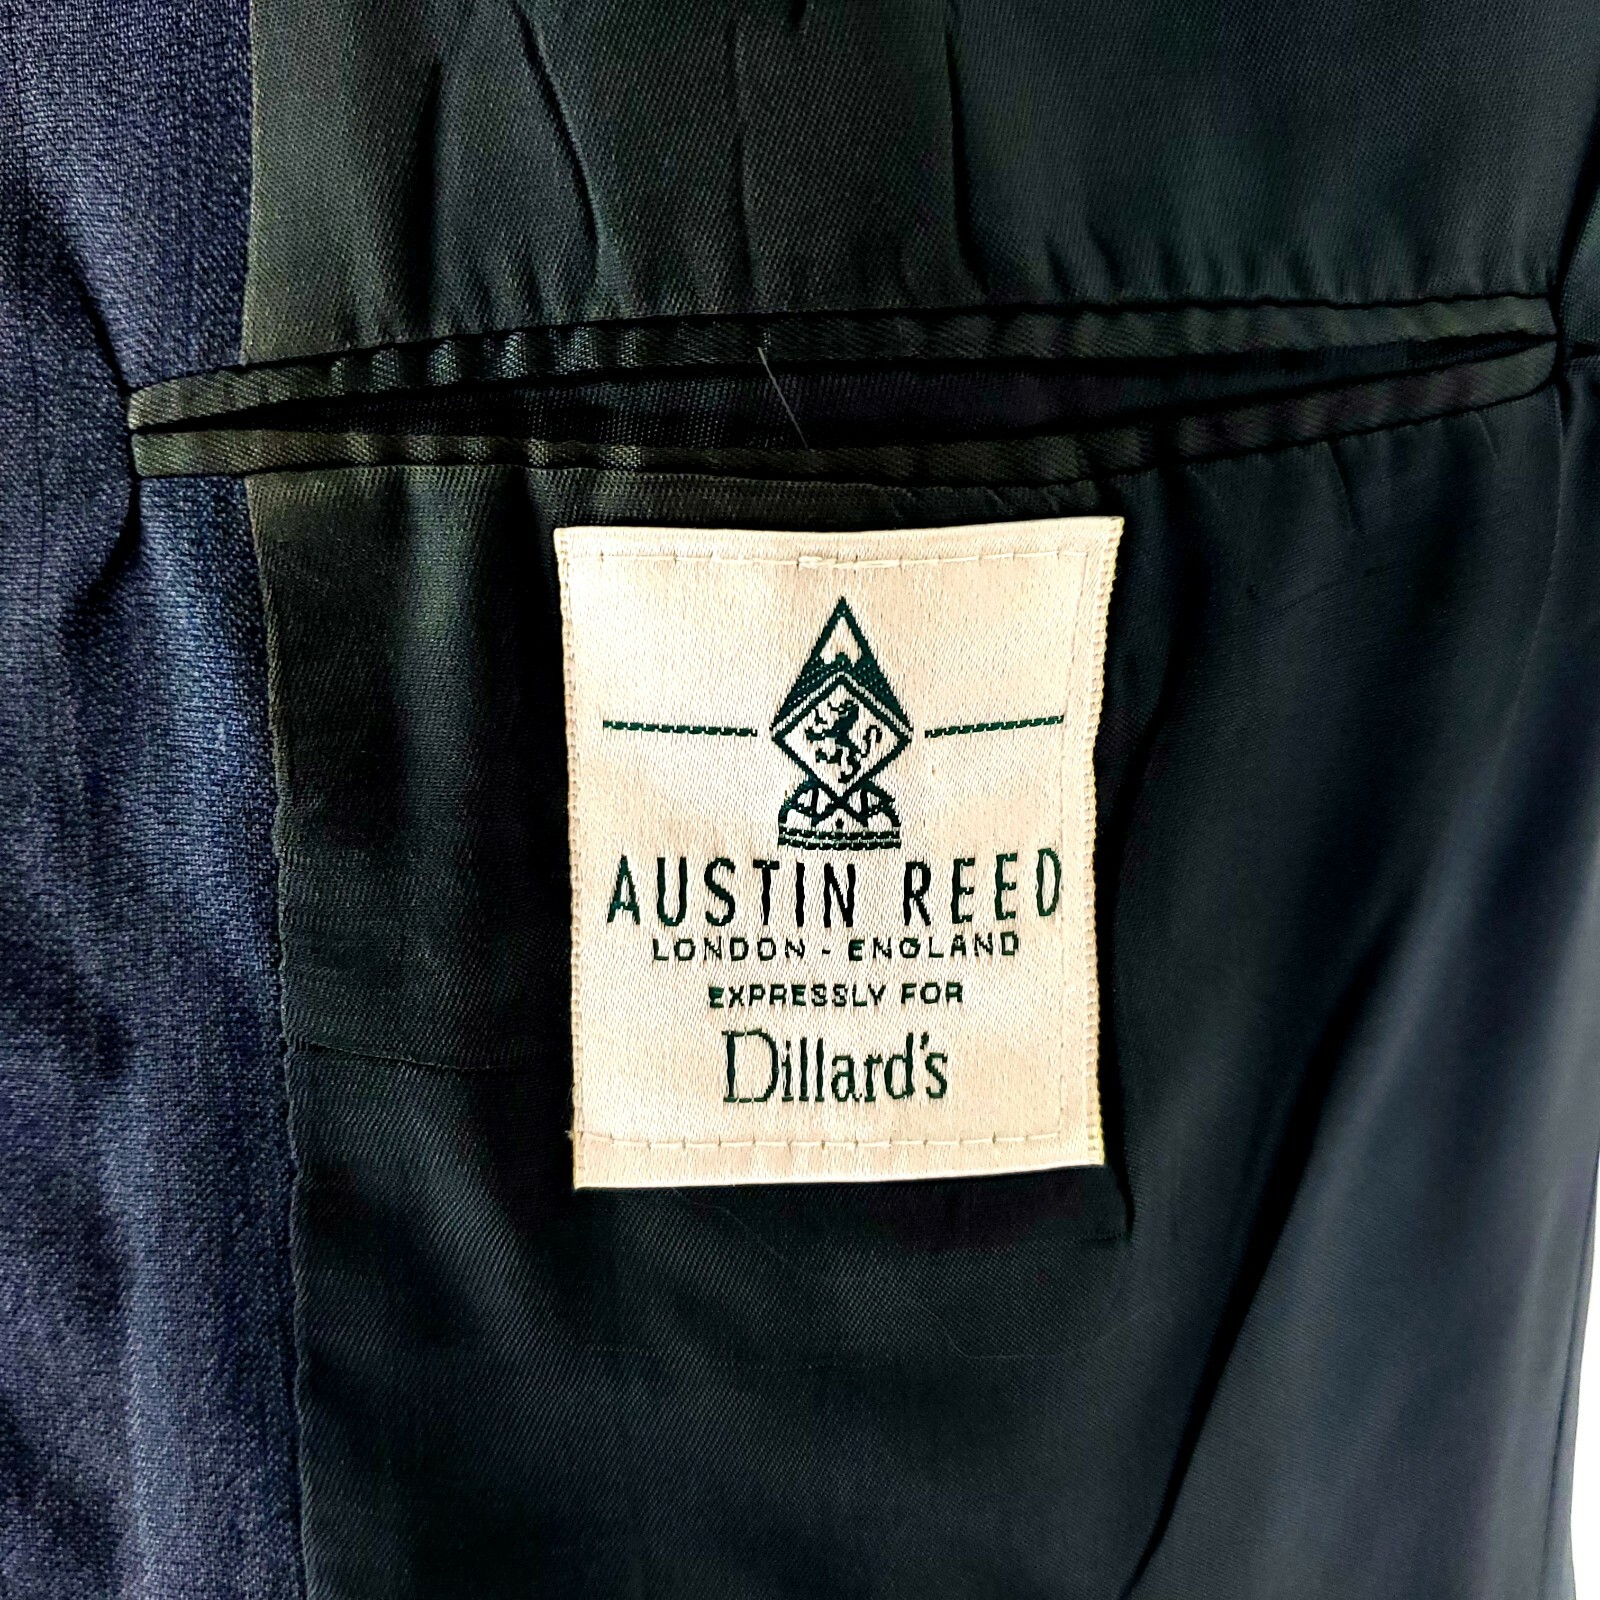 AUSTIN REED
LONDON - ENGLAND
EXPRESSLY FOR
Dillard's